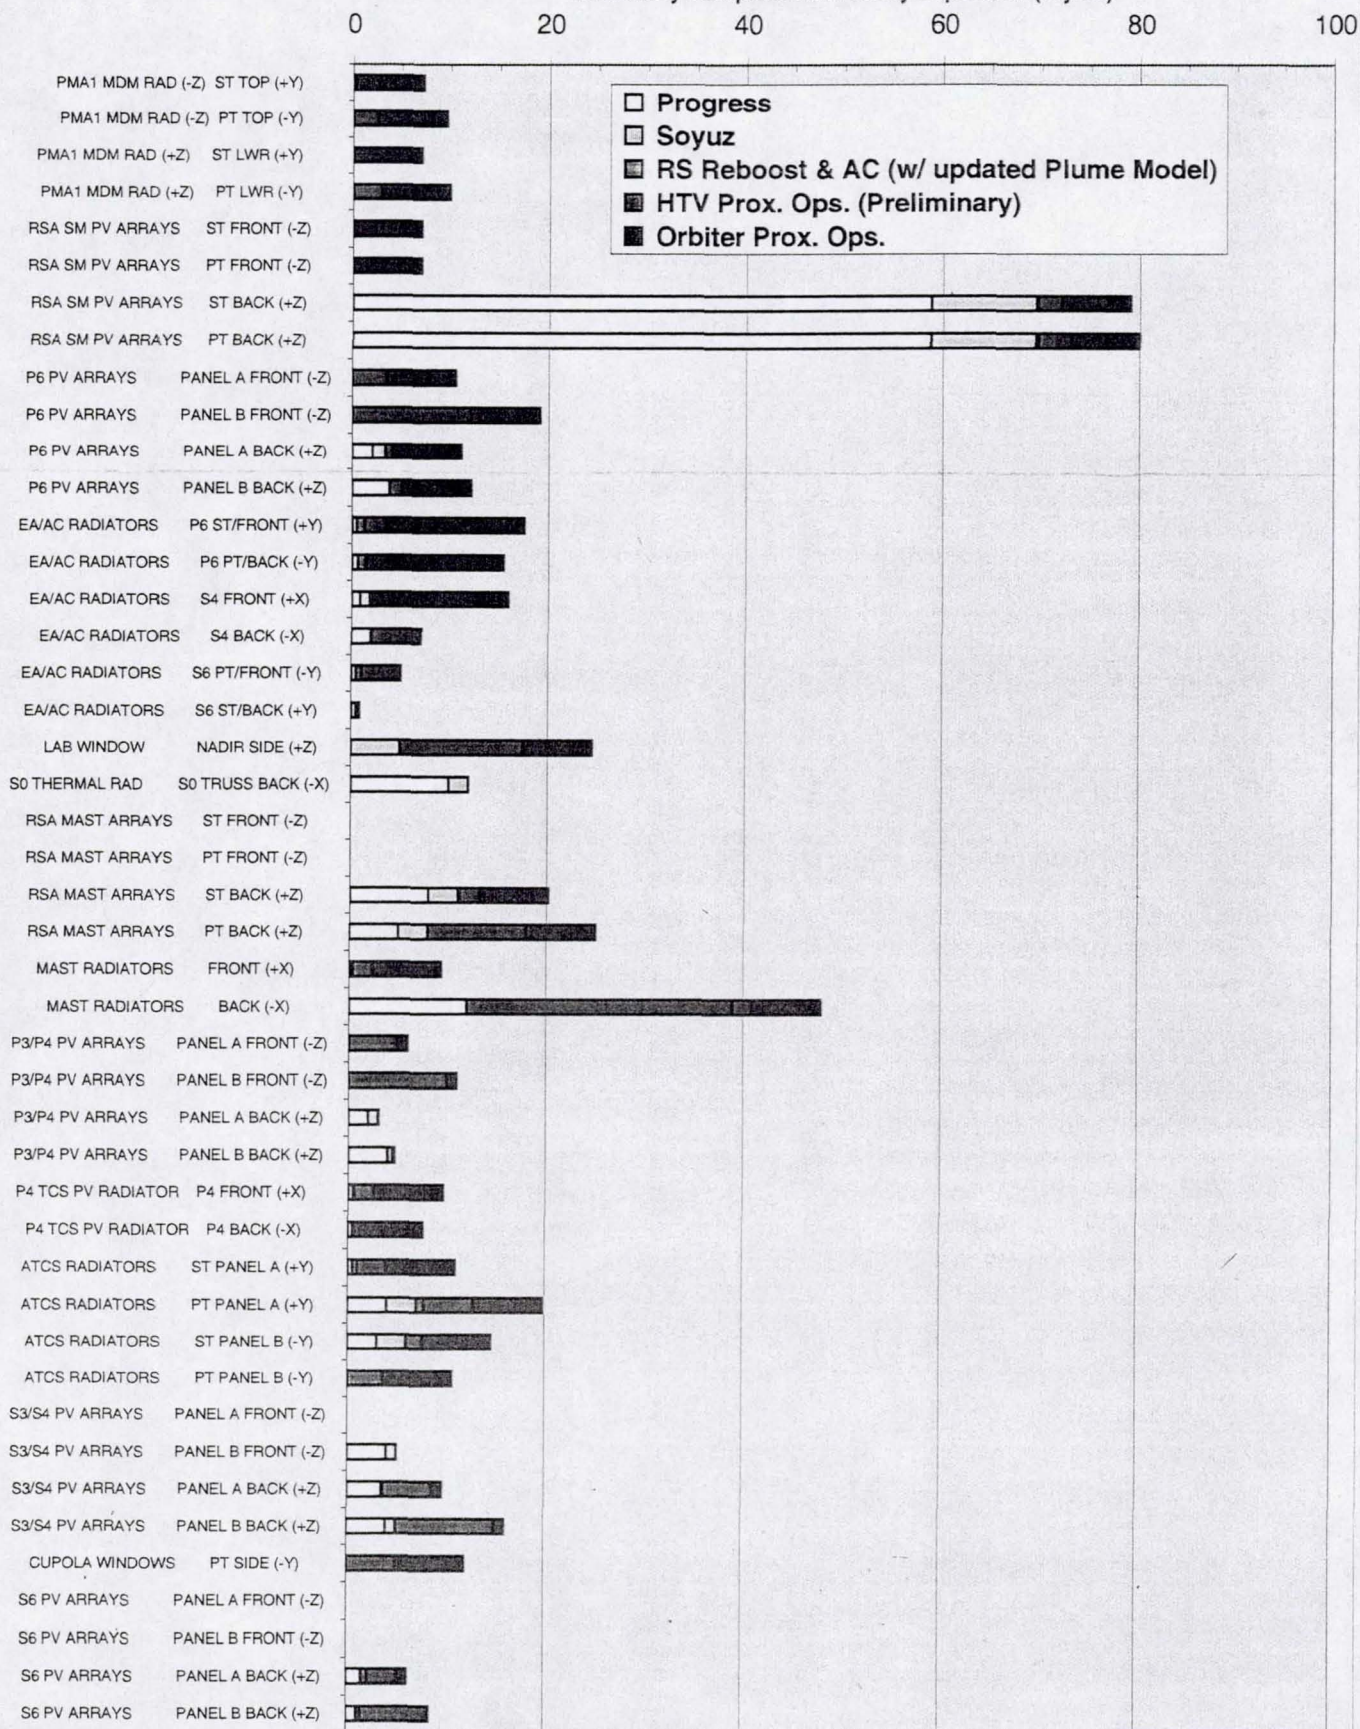 0 20 40 60 80 100
Progress
Soyuz
RS Reboost & AC (w/ updated Plume Model)
HTV Prox. Ops. (Preliminary)
Orbiter Prox. Ops.
PMA1 MDM RAD (-Z) ST TOP (+Y)
PMA1 MDM RAD (-Z) PT TOP (-Y)
PMA1 MDM RAD (+Z) ST LWR (+Y)
PMA1 MDM RAD (+Z) PT LWR (-Y)
RSA SM PV ARRAYS ST FRONT (-Z)
RSA SM PV ARRAYS PT FRONT (-Z)
RSA SM PV ARRAYS ST BACK (+Z)
RSA SM PV ARRAYS PT BACK (+Z)
P6 PV ARRAYS PANEL A FRONT (-Z)
P6 PV ARRAYS PANEL B FRONT (-Z)
P6 PV ARRAYS PANEL A BACK (+Z)
P6 PV ARRAYS PANEL B BACK (+Z)
EA/AC RADIATORS P6 ST/FRONT (+Y)
EA/AC RADIATORS P6 PT/BACK (-Y)
EA/AC RADIATORS S4 FRONT (+X)
EA/AC RADIATORS S4 BACK (-X)
EA/AC RADIATORS S6 PT/FRONT (-Y)
EA/AC RADIATORS S6 ST/BACK (+Y)
LAB WINDOW NADIR SIDE (+Z)
S0 THERMAL RAD S0 TRUSS BACK (-X)
RSA MAST ARRAYS ST FRONT (-Z)
RSA MAST ARRAYS PT FRONT (-Z)
RSA MAST ARRAYS ST BACK (+Z)
RSA MAST ARRAYS PT BACK (+Z)
MAST RADIATORS FRONT (+X)
MAST RADIATORS BACK (-X)
P3/P4 PV ARRAYS PANEL A FRONT (-Z)
P3/P4 PV ARRAYS PANEL B FRONT (-Z)
P3/P4 PV ARRAYS PANEL A BACK (+Z)
P3/P4 PV ARRAYS PANEL B BACK (+Z)
P4 TCS PV RADIATOR P4 FRONT (+X)
P4 TCS PV RADIATOR P4 BACK (-X)
ATCS RADIATORS ST PANEL A (+Y)
ATCS RADIATORS PT PANEL A (+Y)
ATCS RADIATORS ST PANEL B (-Y)
ATCS RADIATORS PT PANEL B (-Y)
S3/S4 PV ARRAYS PANEL A FRONT (-Z)
S3/S4 PV ARRAYS PANEL B FRONT (-Z)
S3/S4 PV ARRAYS PANEL A BACK (+Z)
S3/S4 PV ARRAYS PANEL B BACK (+Z)
CUPOLA WINDOWS PT SIDE (-Y)
S6 PV ARRAYS PANEL A FRONT (-Z)
S6 PV ARRAYS PANEL B FRONT (-Z)
S6 PV ARRAYS PANEL A BACK (+Z)
S6 PV ARRAYS PANEL B BACK (+Z)